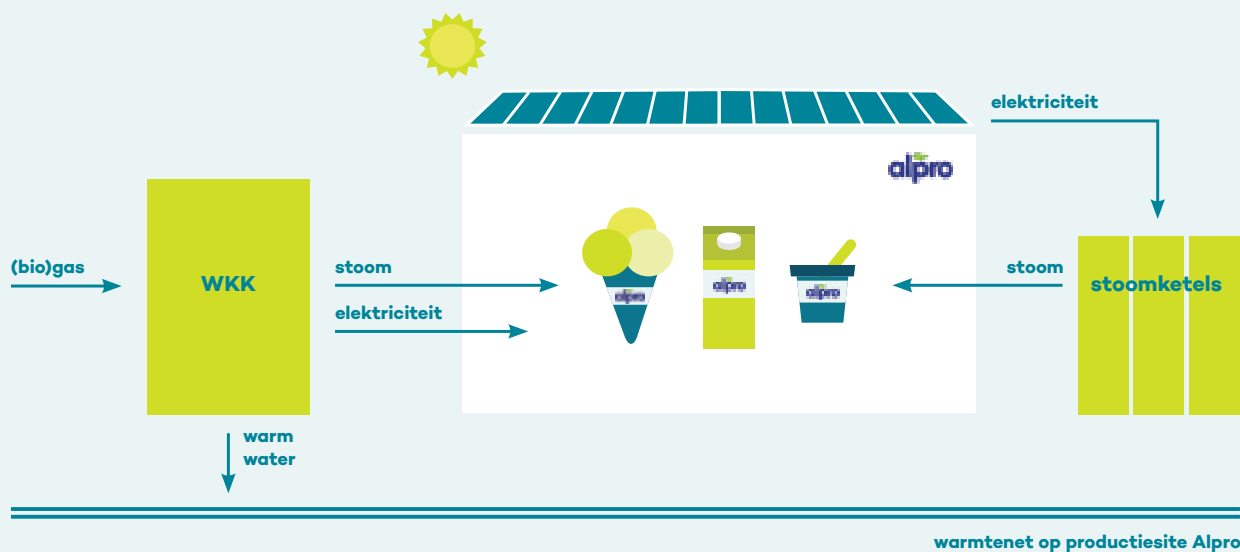 elektriciteit
alpro
(bio)gas
WKK
stoom
elektriciteit
alpro
alpro
alpro
stoom
stoomketels
warm
water
warmtenet op productiesite Alpro